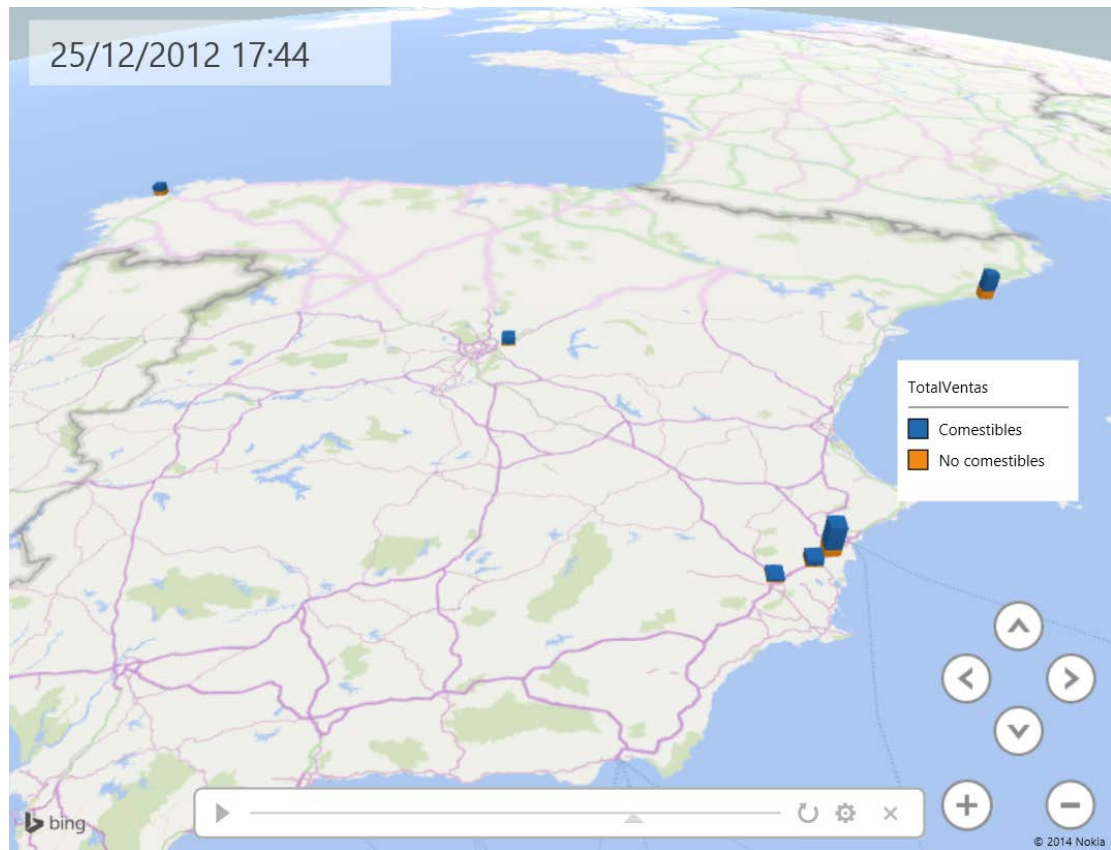 25/12/2012 17:44
TotalVentas
Comestibles
No comestibles
bing
© 2014 Nokia